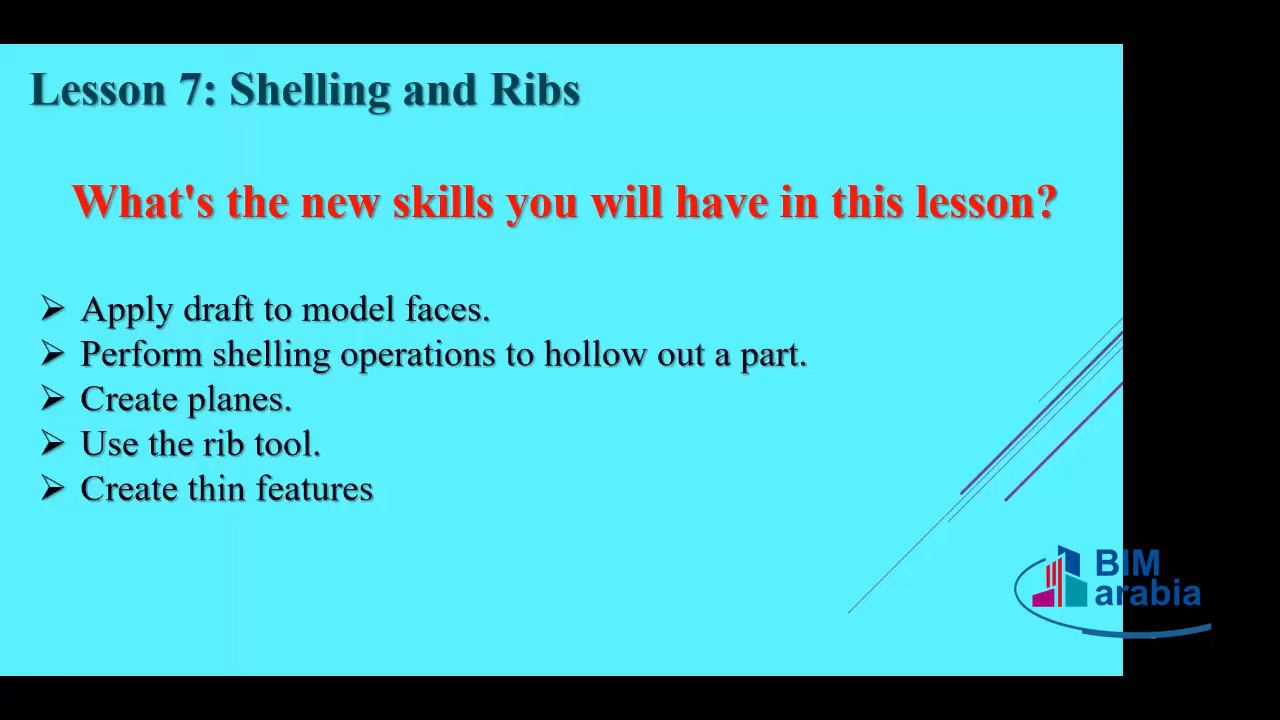 Lesson 7: Shelling and Ribs
What's the new skills you will have in this lesson?
➢ Apply draft to model faces.
➢ Perform shelling operations to hollow out a part.
➢ Create planes.
➢ Use the rib tool.
➢ Create thin features
BIM
arabia